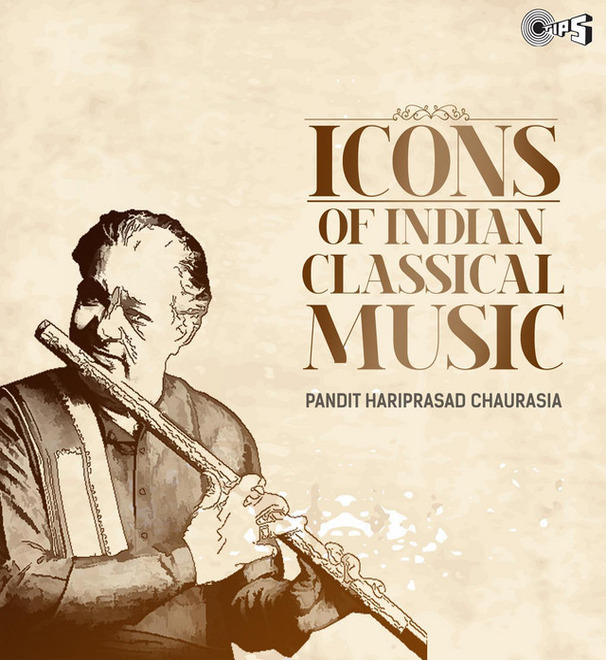 TIPS
ICONS
OF INDIAN
CLASSICAL
MUSIC
PANDIT HARIPRASAD CHAURASIA